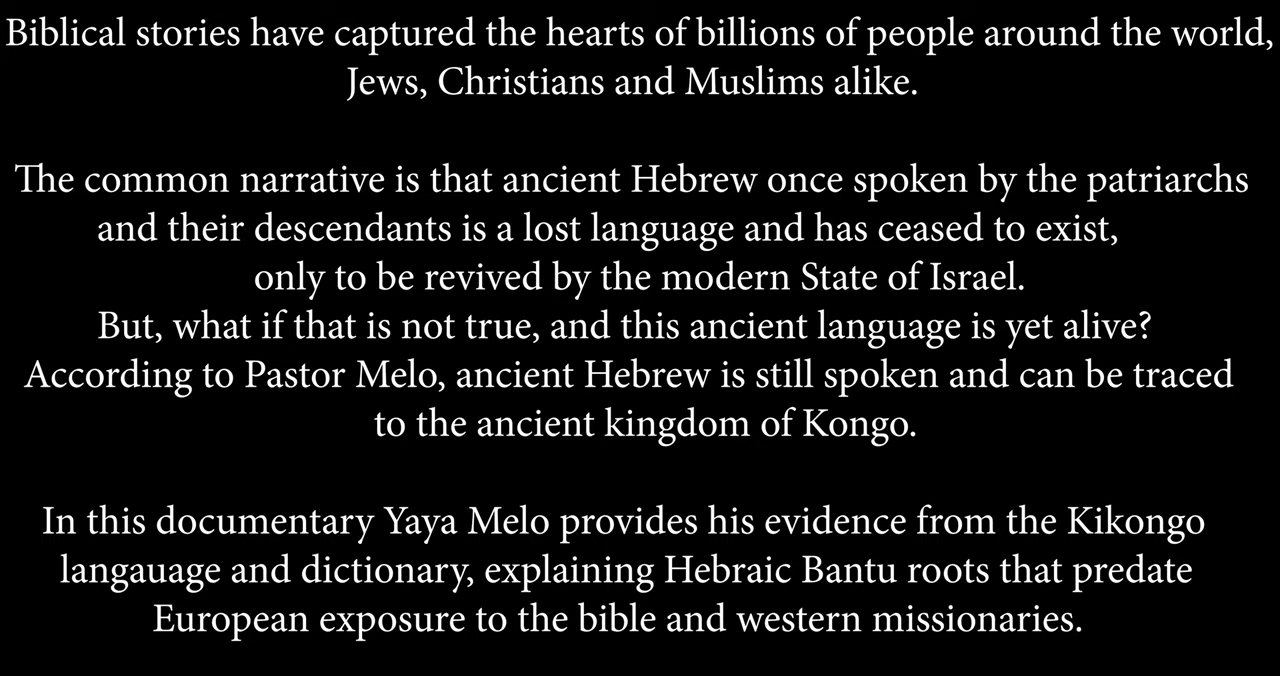 Biblical stories have captured the hearts of billions of people around the world,
Jews, Christians and Muslims alike.
The common narrative is that ancient Hebrew once spoken by the patriarchs
and their descendants is a lost language and has ceased to exist,
only to be revived by the modern State of Israel.
But, what if that is not true, and this ancient language is yet alive?
According to Pastor Melo, ancient Hebrew is still spoken and can be traced
to the ancient kingdom of Kongo.
In this documentary Yaya Melo provides his evidence from the Kikongo
langauage and dictionary, explaining Hebraic Bantu roots that predate
European exposure to the bible and western missionaries.